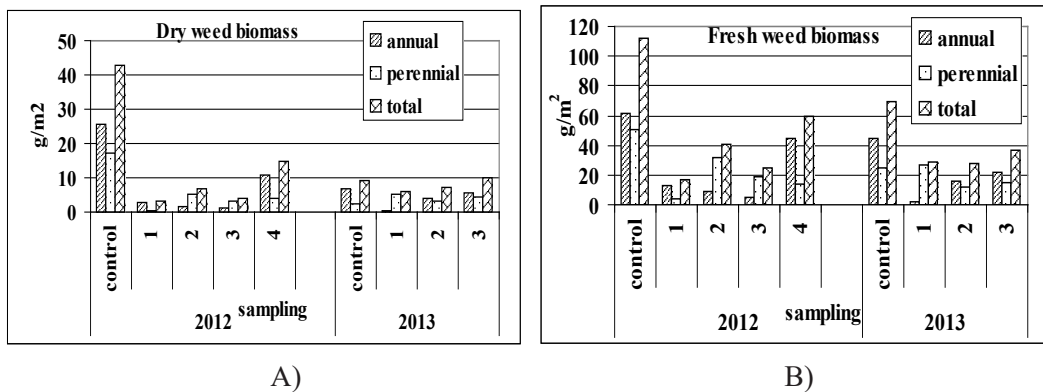 Dry weed biomass
annual
perennial
total
50
40
30
20
10
0
g/m2
control
1
2
3
4
control
1
2
3
sampling
2012
2013
A)
Fresh weed biomass
annual
perennial
total
120
100
80
60
40
20
0
g/m²
control
1
2
3
4
control
1
2
3
sampling
2012
2013
B)